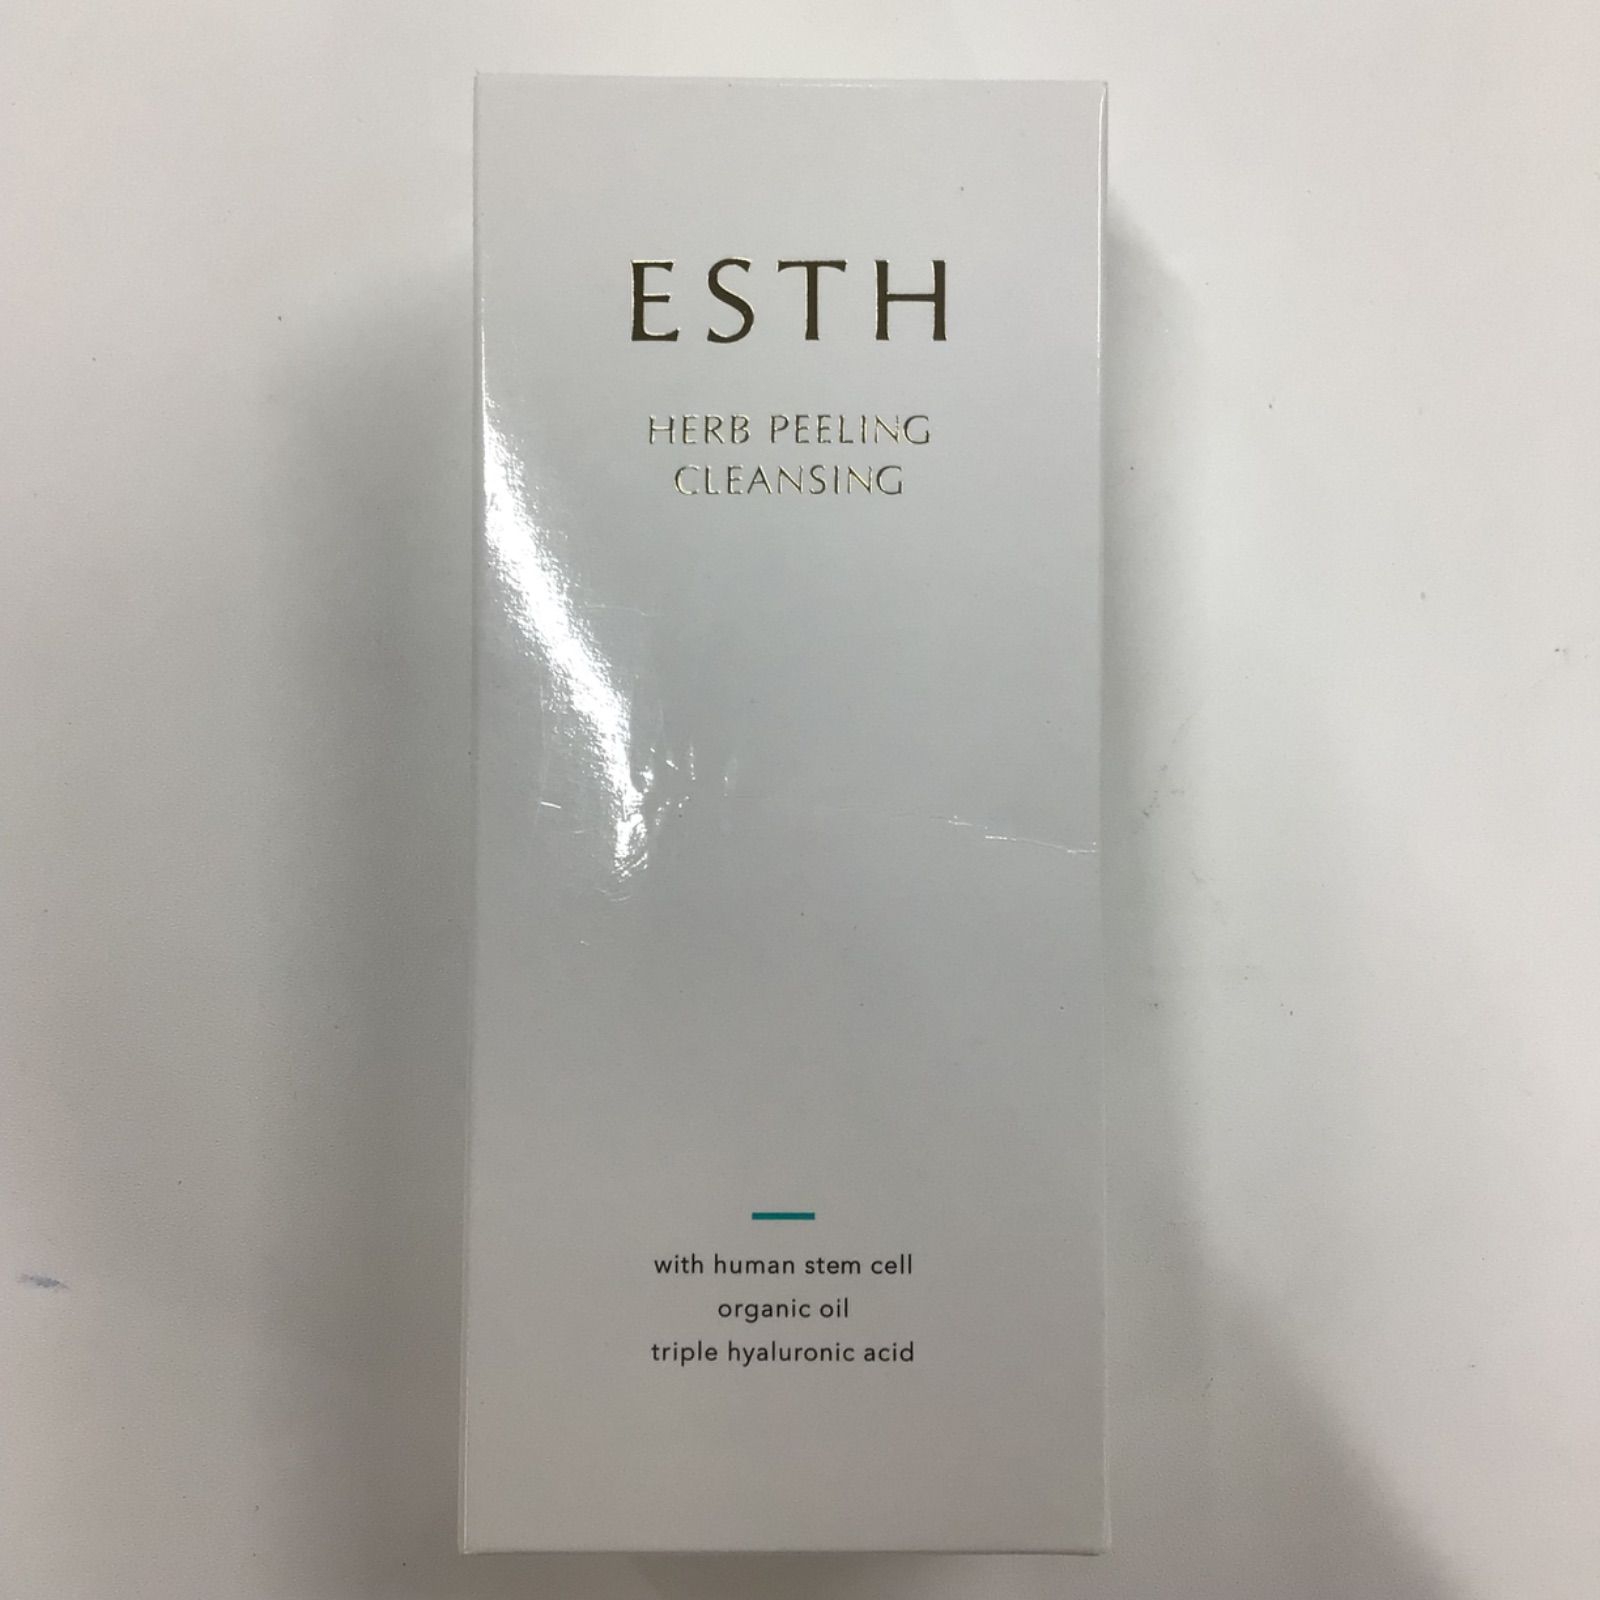 ESTH
HERB PEELING
CLEANSING
with human stem cell
organic oil
triple hyaluronic acid